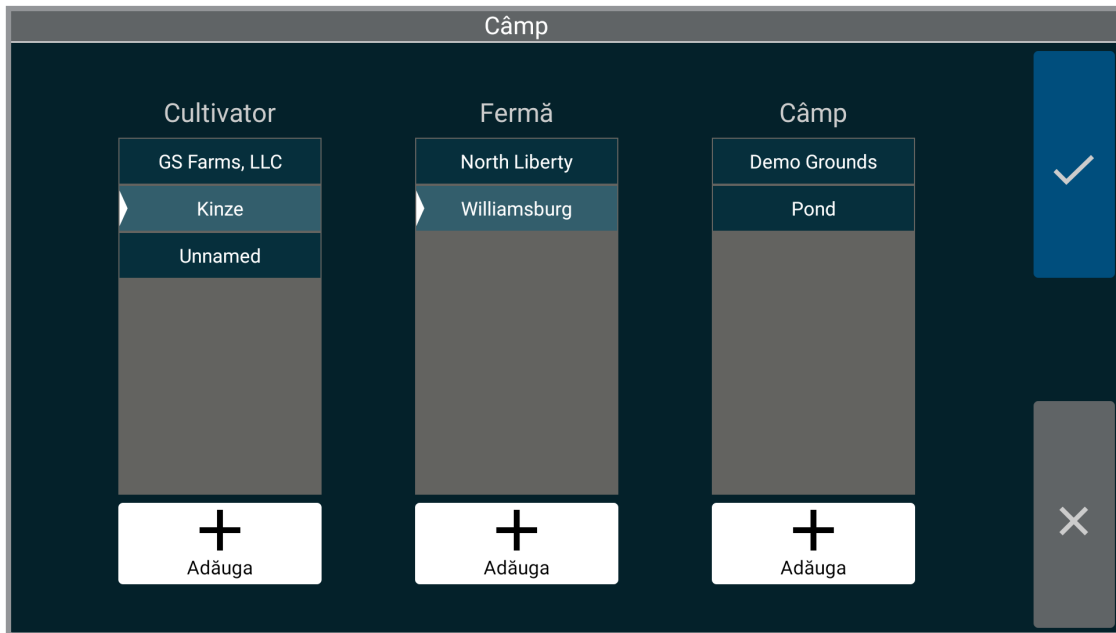 Câmp
Cultivator
GS Farms, LLC
Kinze
Unnamed
Adăuga
Fermă
North Liberty
Williamsburg
Adăuga
Câmp
Demo Grounds
Pond
Adăuga